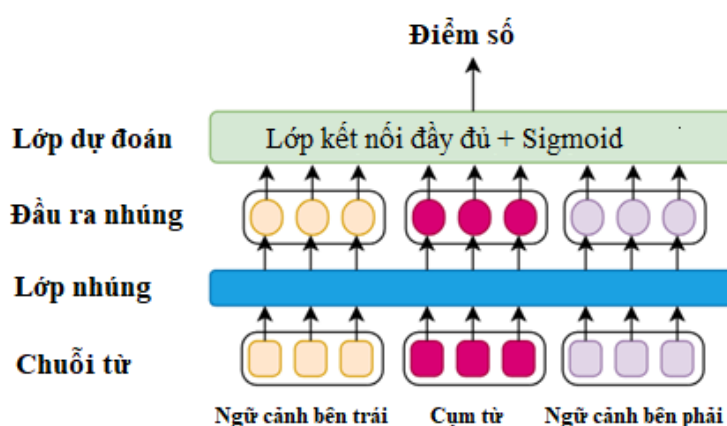 Điểm số
Lớp dự đoán
Lớp kết nối đầy đủ + Sigmoid
Đầu ra nhúng
Lớp nhúng
Chuỗi từ
Ngữ cảnh bên trái
Cụm từ
Ngữ cảnh bên phải